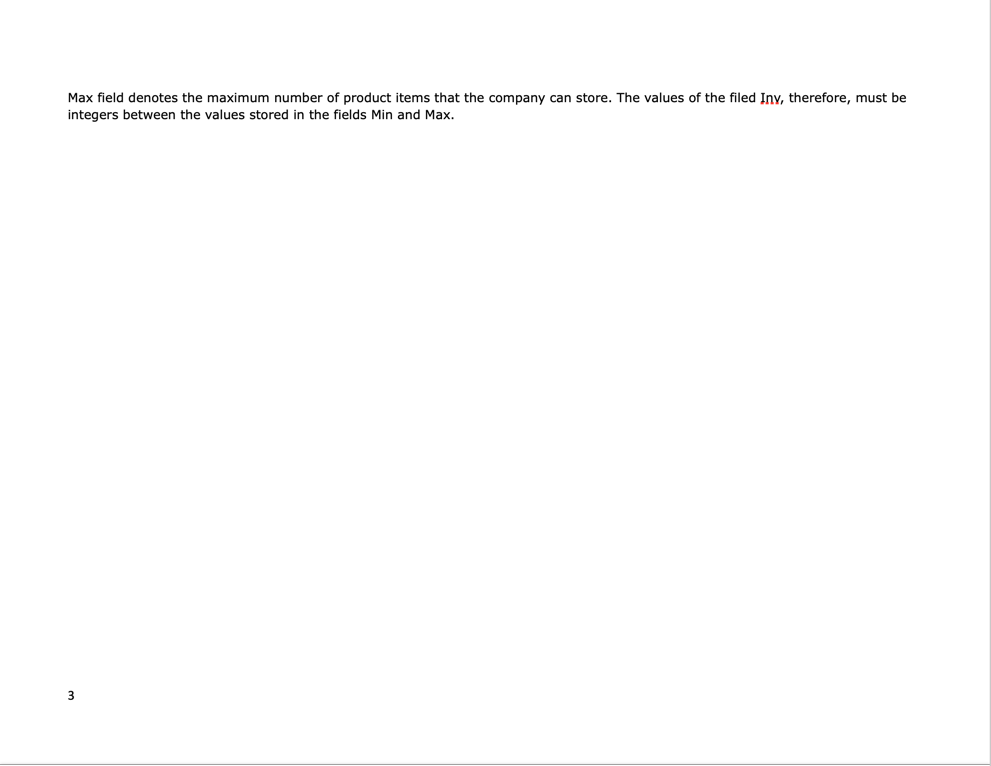 Max field denotes the maximum number of product items that the company can store. The values of the filed Inv, therefore, must be
integers between the values stored in the fields Min and Max.
3